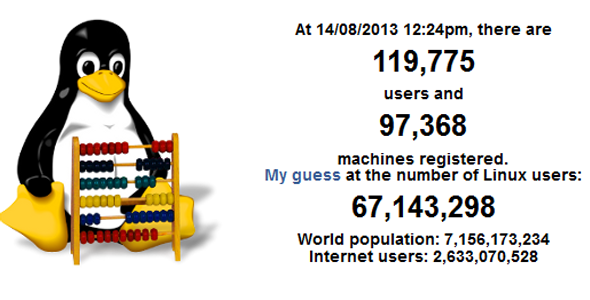 At 14/08/2013 12:24pm, there are
119,775
users and
97,368
machines registered.
My guess at the number of Linux users:
67,143,298
World population: 7,156,173,234
Internet users: 2,633,070,528